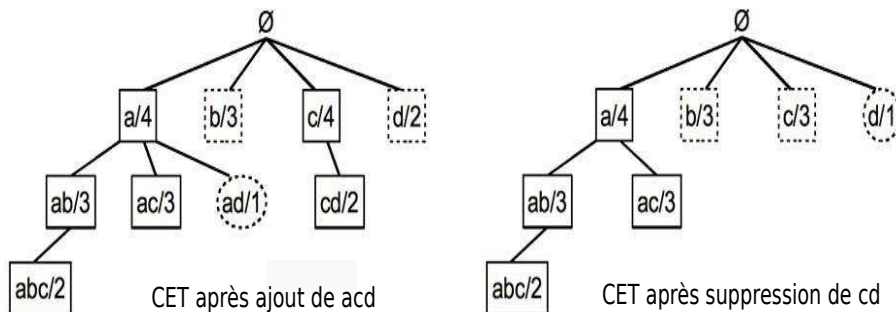 Ø Ø
a/4 b/3 c/4 d/2 a/4 b/3 c/3 d/1
ab/3 ac/3 ad/1 cd/2 ab/3 ac/3
abc/2 CET après ajout de acd abc/2 CET après suppression de cd